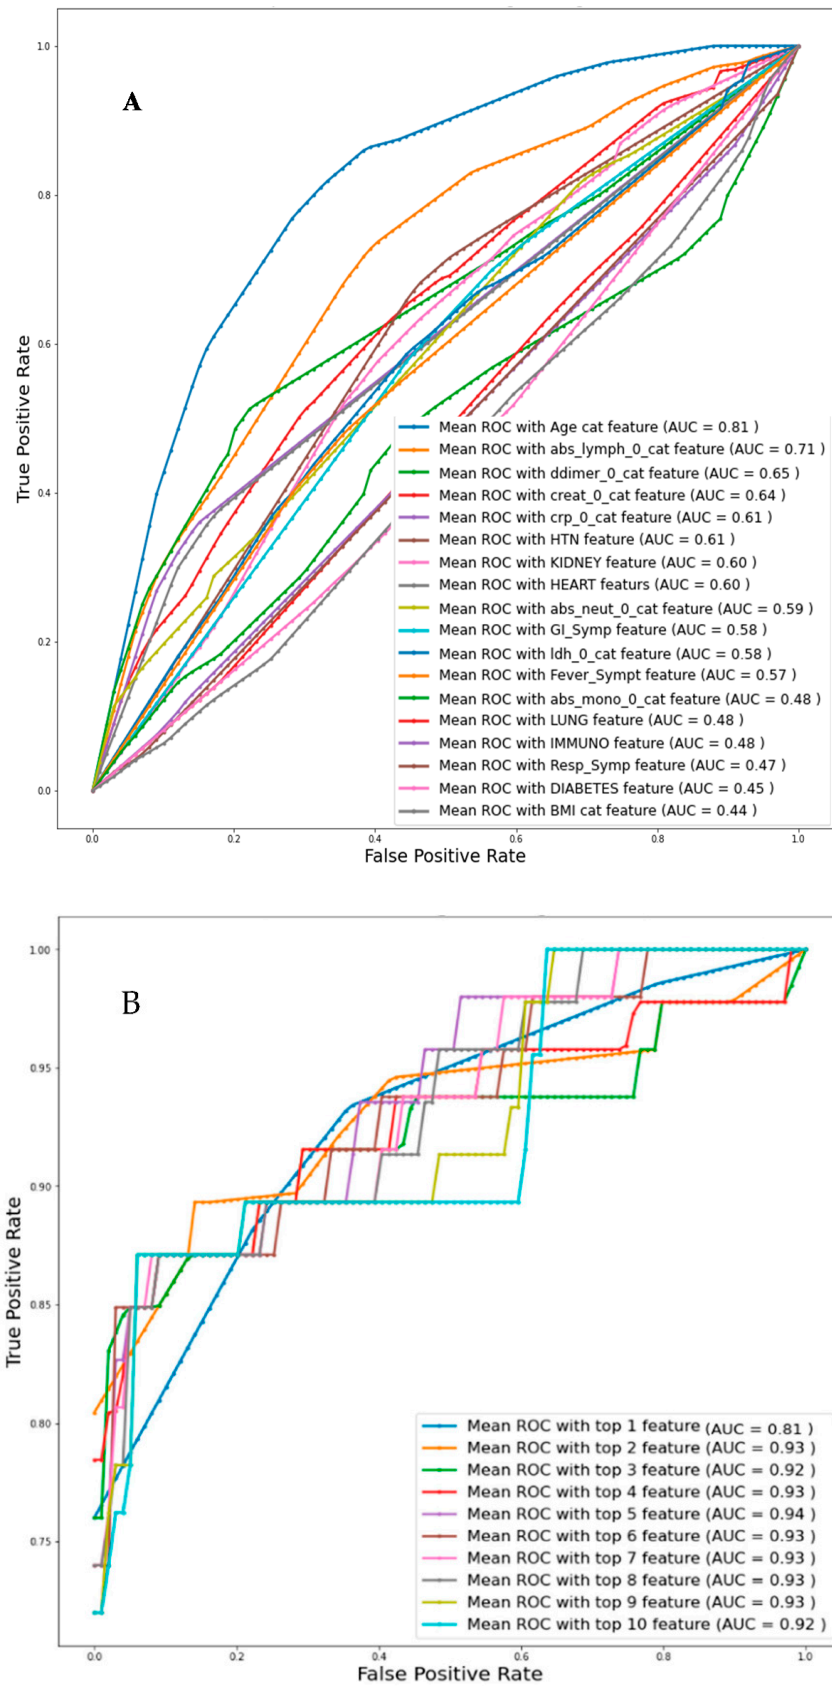 A
1.0
0.8
0.6
0.4
0.2
0.0
True Positive Rate
Mean ROC with Age cat feature (AUC = 0.81 )
Mean ROC with abs_lymph_0_cat feature (AUC = 0.71 )
Mean ROC with ddimer_0_cat feature (AUC = 0.65 )
Mean ROC with creat_0_cat feature (AUC = 0.64 )
Mean ROC with crp_0_cat feature (AUC = 0.61 )
Mean ROC with HTN feature (AUC = 0.61 )
Mean ROC with KIDNEY feature (AUC = 0.60 )
Mean ROC with HEART featurs (AUC = 0.60 )
Mean ROC with abs_neut_0_cat feature (AUC = 0.59 )
Mean ROC with GI_Symp feature (AUC = 0.58 )
Mean ROC with ldh_0_cat feature (AUC = 0.58 )
Mean ROC with Fever_Sympt feature (AUC = 0.57 )
Mean ROC with abs_mono_0_cat feature (AUC = 0.48 )
Mean ROC with LUNG feature (AUC = 0.48 )
Mean ROC with IMMUNO feature (AUC = 0.48 )
Mean ROC with Resp_Symp feature (AUC = 0.47 )
Mean ROC with DIABETES feature (AUC = 0.45 )
Mean ROC with BMI cat feature (AUC = 0.44 )
0.0 0.2 0.4 0.6 0.8 1.0
False Positive Rate
B
1.00
0.95
0.90
0.85
0.80
0.75
True Positive Rate
Mean ROC with top 1 feature (AUC = 0.81 )
Mean ROC with top 2 feature (AUC = 0.93 )
Mean ROC with top 3 feature (AUC = 0.92 )
Mean ROC with top 4 feature (AUC = 0.93 )
Mean ROC with top 5 feature (AUC = 0.94 )
Mean ROC with top 6 feature (AUC = 0.93 )
Mean ROC with top 7 feature (AUC = 0.93 )
Mean ROC with top 8 feature (AUC = 0.93 )
Mean ROC with top 9 feature (AUC = 0.93 )
Mean ROC with top 10 feature (AUC = 0.92 )
0.0 0.2 0.4 0.6 0.8 1.0
False Positive Rate